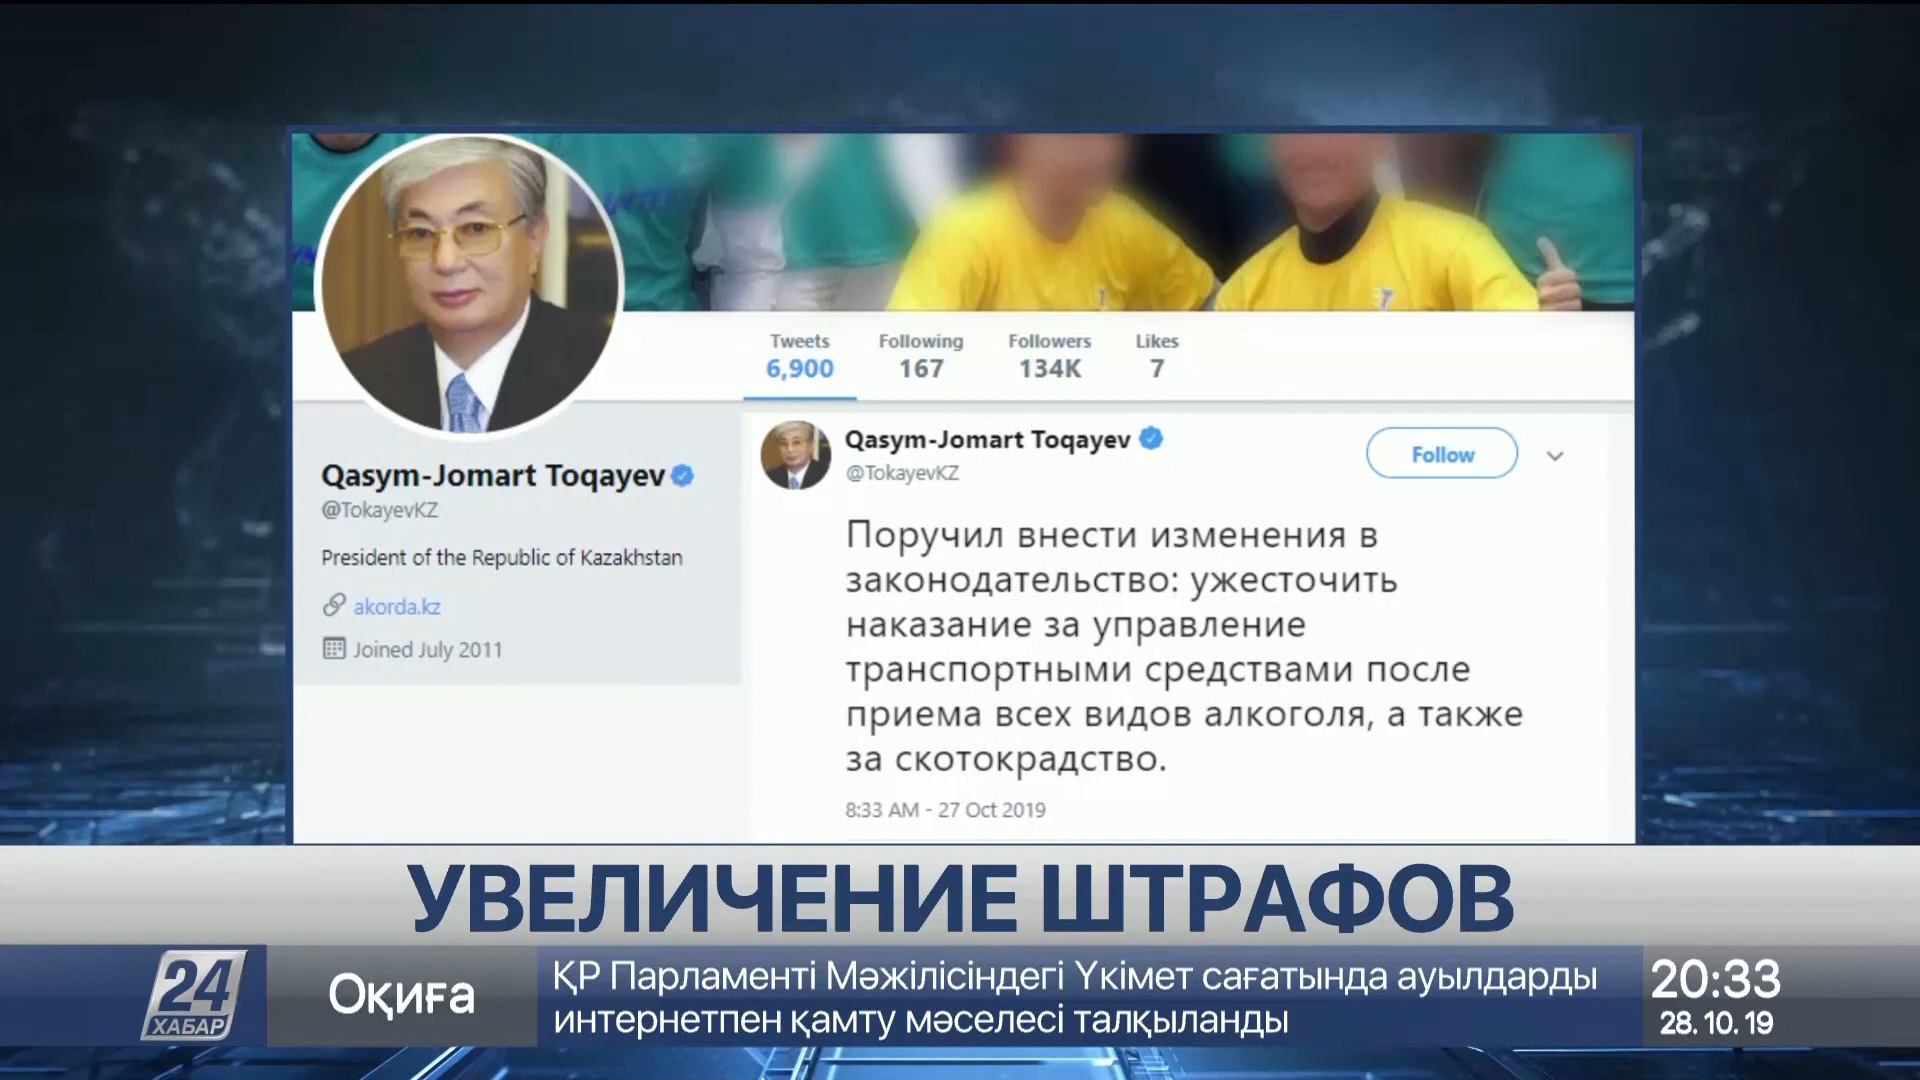 Tweets
6,900
Following
167
Followers
134K
Likes
7
Qasym-Jomart Toqayev
@TokayevKZ
President of the Republic of Kazakhstan
akorda.kz
Joined July 2011
Qasym-Jomart Toqayev
@TokayevKZ
Follow
Поручил внести изменения в
законодательство: ужесточить
наказание за управление
транспортными средствами после
приема всех видов алкоголя, а также
за скотокрадство.
8:33 AM - 27 Oct 2019
УВЕЛИЧЕНИЕ ШТРАФОВ
24
ХАБАР
Оқиға
ҚР Парламенті Мәжілісіндегі Үкімет сағатында ауылдарды
интернетпен қамту мәселесі талқыланды
20:33
28.10.19